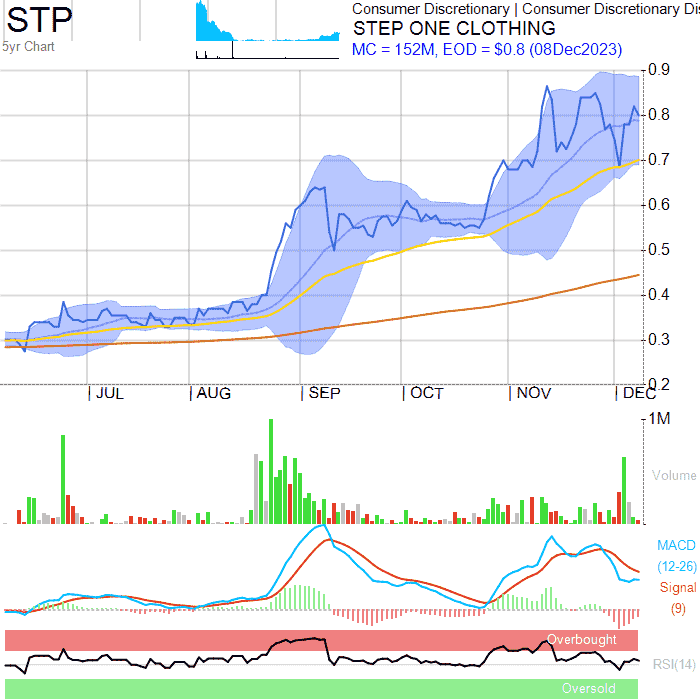 STP
5yr Chart
Consumer Discretionary | Consumer Discretionary Dis
STEP ONE CLOTHING
MC = 152M, EOD = $0.8 (08Dec2023)
0.9
0.8
0.7
0.6
0.5
0.4
0.3
0.2
JUL AUG SEP OCT NOV DEC
1M
Volume
MACD
(12-26)
Signal
(9)
Overbought
RSI(14)
Oversold